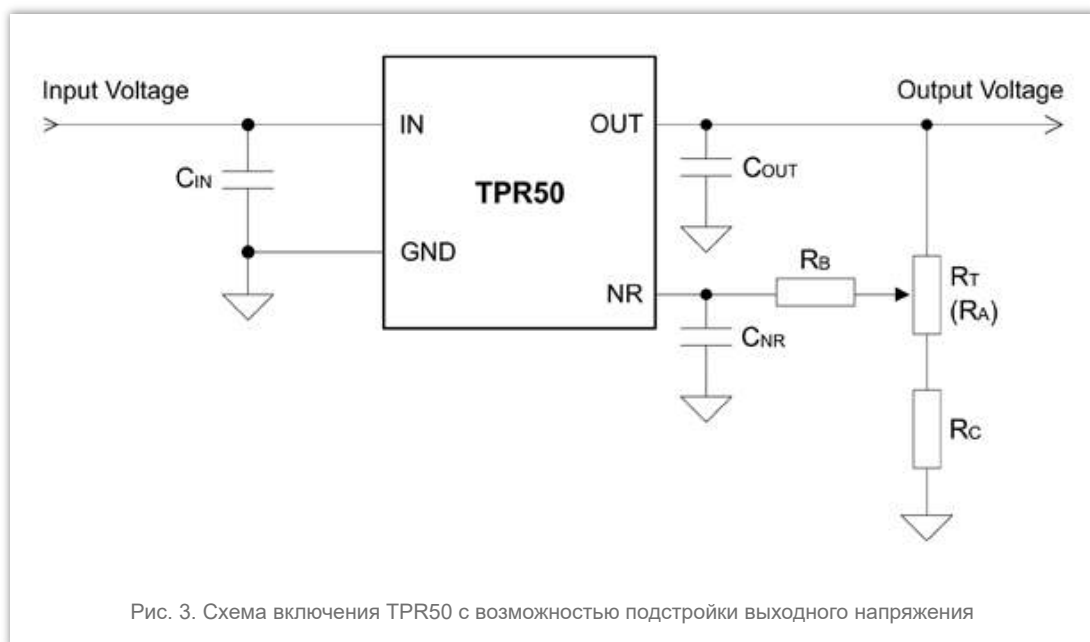 Input Voltage
Output Voltage
IN
OUT
CIN
COUT
TPR50
GND
RB
RT
(RA)
NR
CNR
RC
Рис. 3. Схема включения TPR50 с возможностью подстройки выходного напряжения